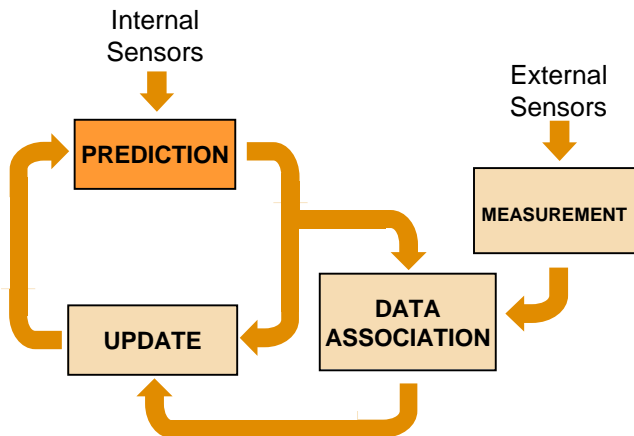 Internal
Sensors
External
Sensors
PREDICTION
MEASUREMENT
DATA
ASSOCIATION
UPDATE